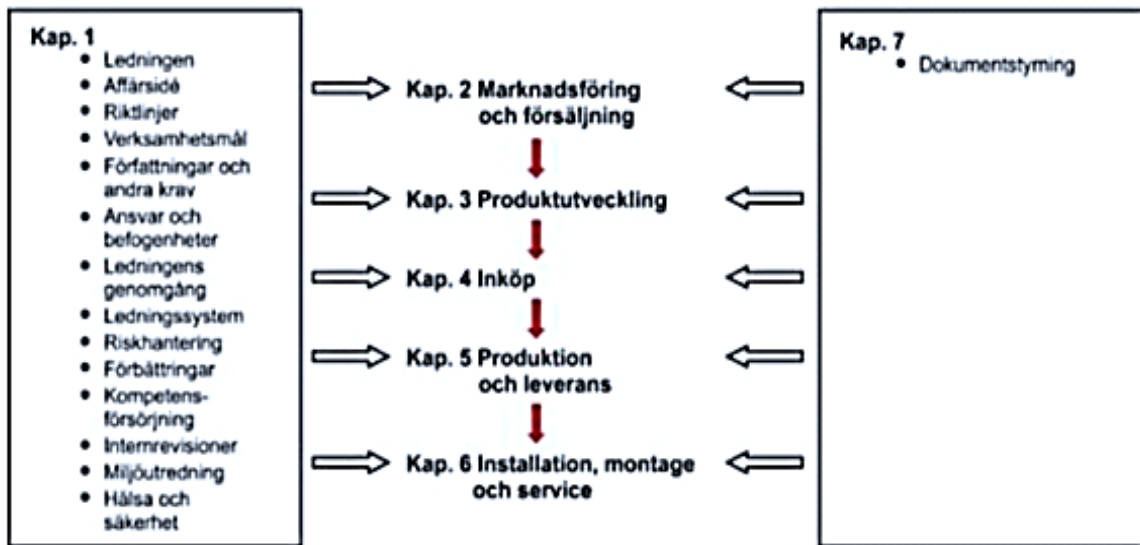 Kap. 1
• Ledningen
• Affärsidé
• Riktlinjer
• Verksamhetsmål
• Författningar och
andra krav
• Ansvar och
befogenheter
• Ledningens
genomgång
• Ledningssystem
• Riskhantering
• Förbättringar
• Kompetens-
försörjning
• Internrevisioner
• Miljöutredning
• Hälsa och
säkerhet
Kap. 2 Marknadsföring
och försäljning
Kap. 3 Produktutveckling
Kap. 4 Inköp
Kap. 5 Produktion
och leverans
Kap. 6 Installation, montage
och service
Kap. 7
• Dokumentstyrning